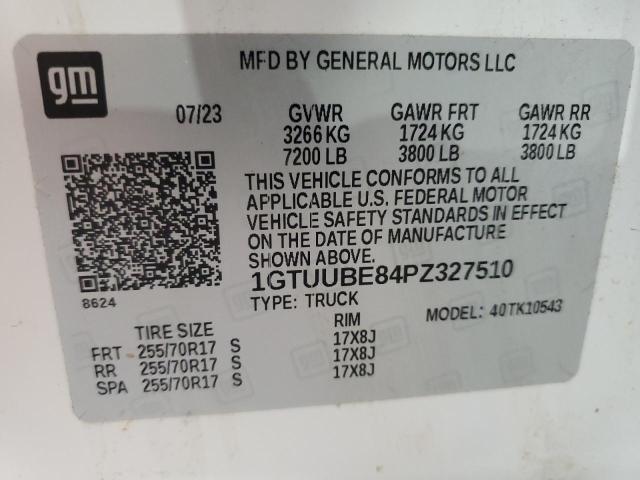 gm
MFD BY GENERAL MOTORS LLC
07/23 GVWR GAWR FRT GAWR RR
3266 KG 1724 KG 1724 KG
7200 LB 3800 LB 3800 LB
THIS VEHICLE CONFORMS TO ALL
APPLICABLE U.S. FEDERAL MOTOR
VEHICLE SAFETY STANDARDS IN EFFECT
ON THE DATE OF MANUFACTURE
SHOWN ABOVE.
8624
1GTUUBE84PZ327510
TYPE: TRUCK MODEL: 40TK10543
TIRE SIZE RIM
FRT 255/70R17 S 17X8J
RR 255/70R17 S 17X8J
SPA 255/70R17 S 17X8J